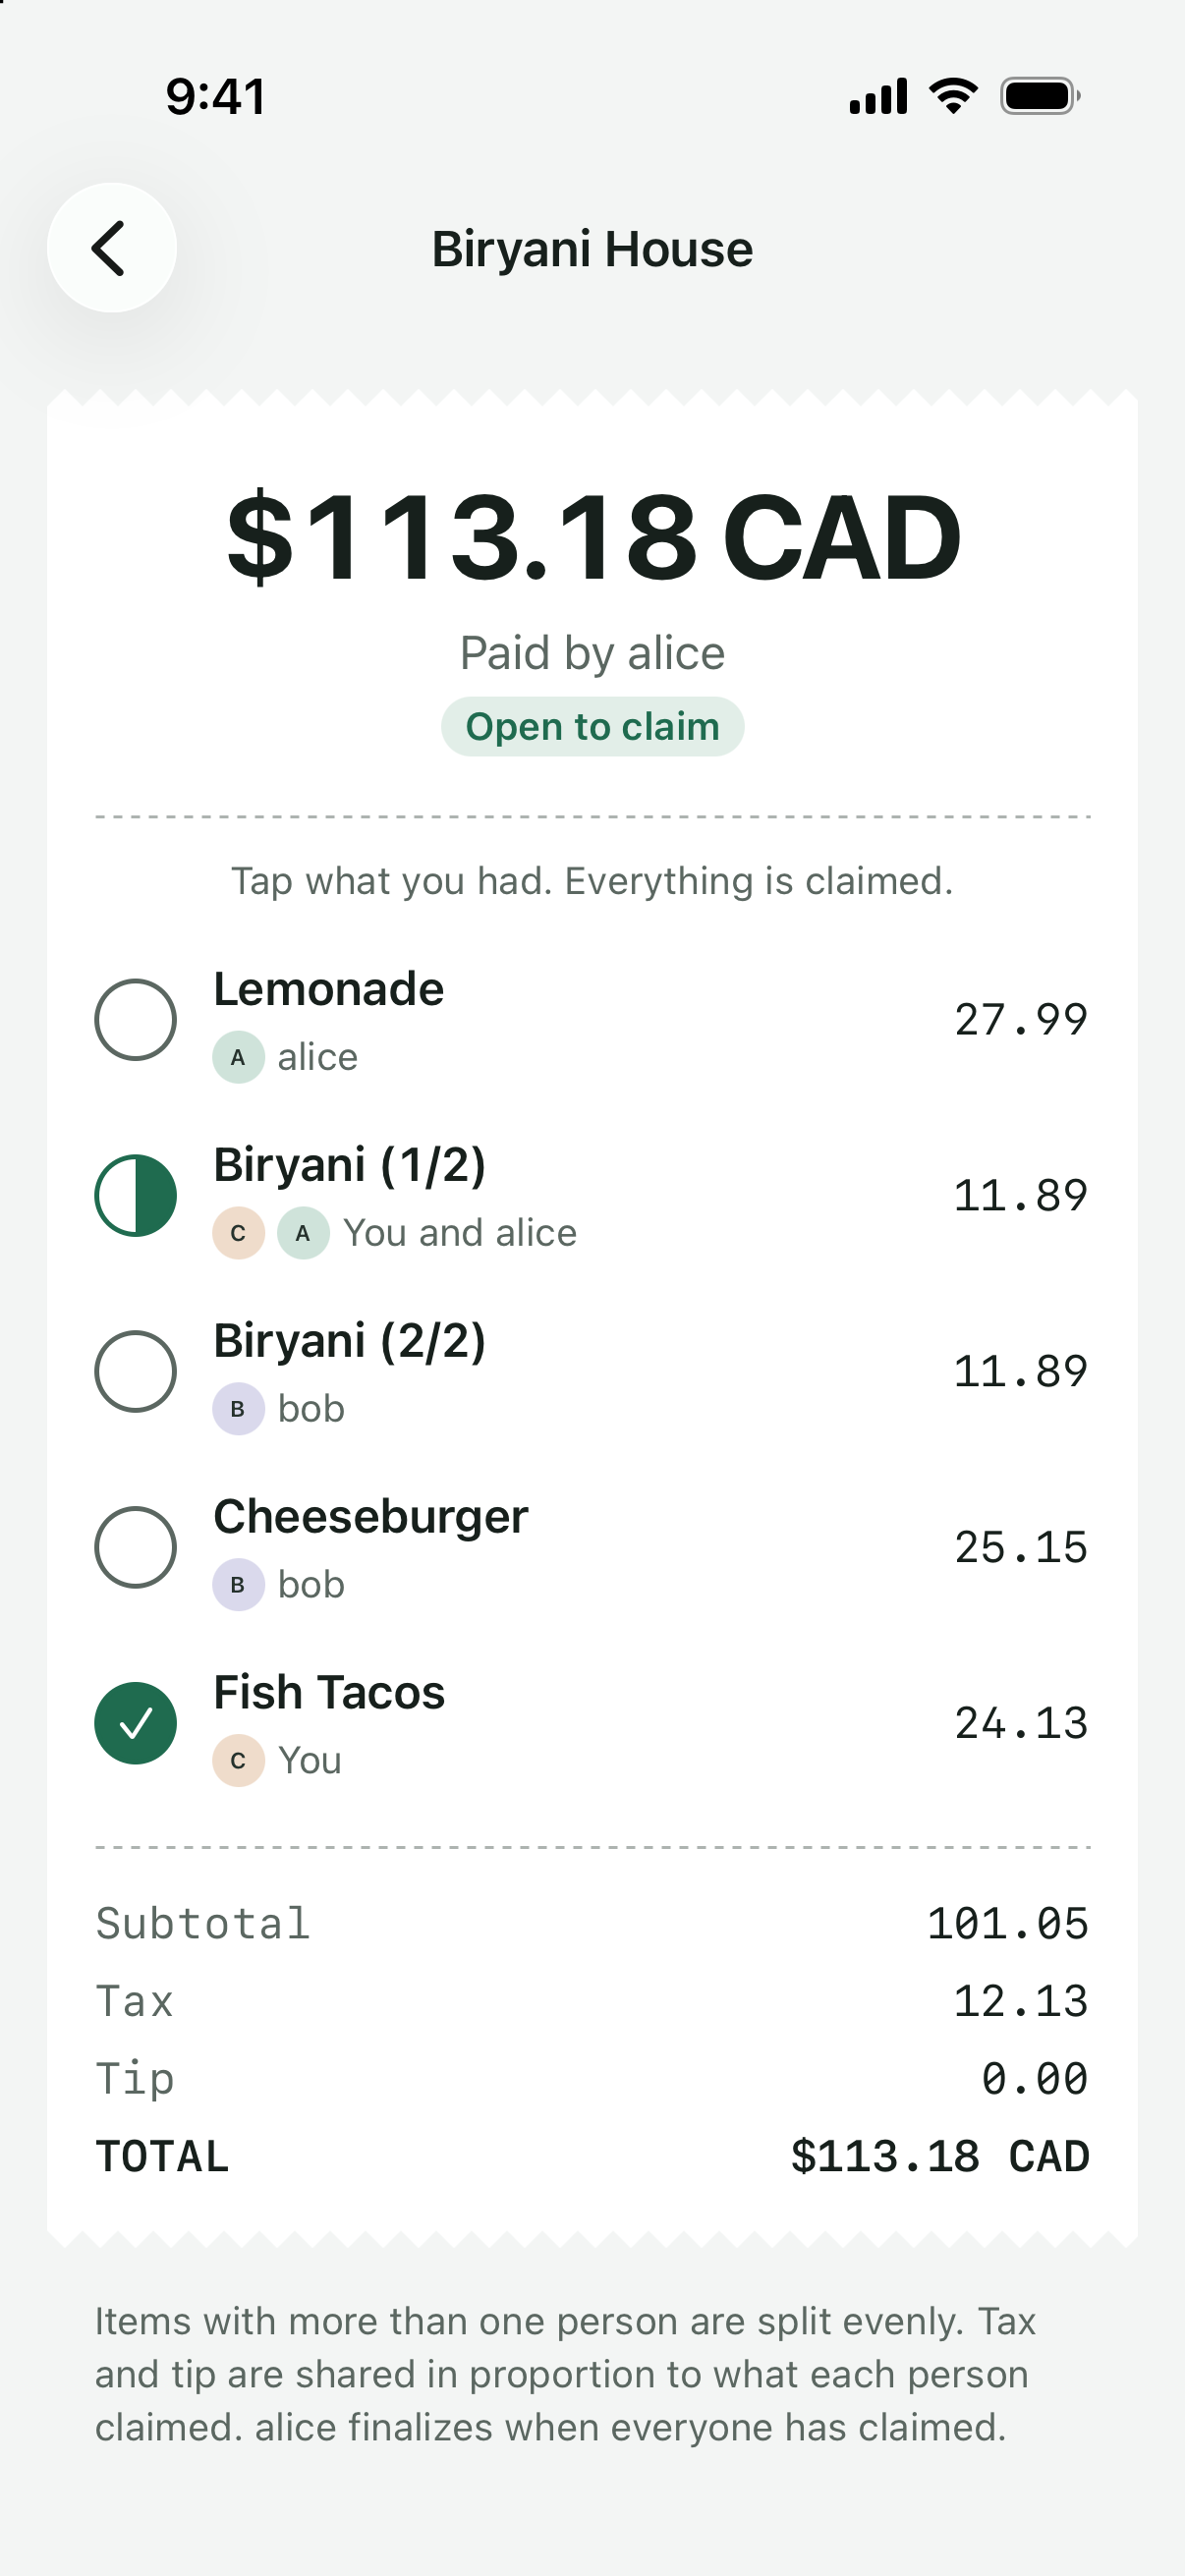 9:41
Biryani House
$113.18 CAD
Paid by alice
Open to claim
Tap what you had. Everything is claimed.
Lemonade
27.99
A alice
Biryani (1/2)
11.89
C A You and alice
Biryani (2/2)
11.89
B bob
Cheeseburger
25.15
B bob
Fish Tacos
24.13
C You
Subtotal 101.05
Tax 12.13
Tip 0.00
TOTAL $113.18 CAD
Items with more than one person are split evenly. Tax
and tip are shared in proportion to what each person
claimed. alice finalizes when everyone has claimed.